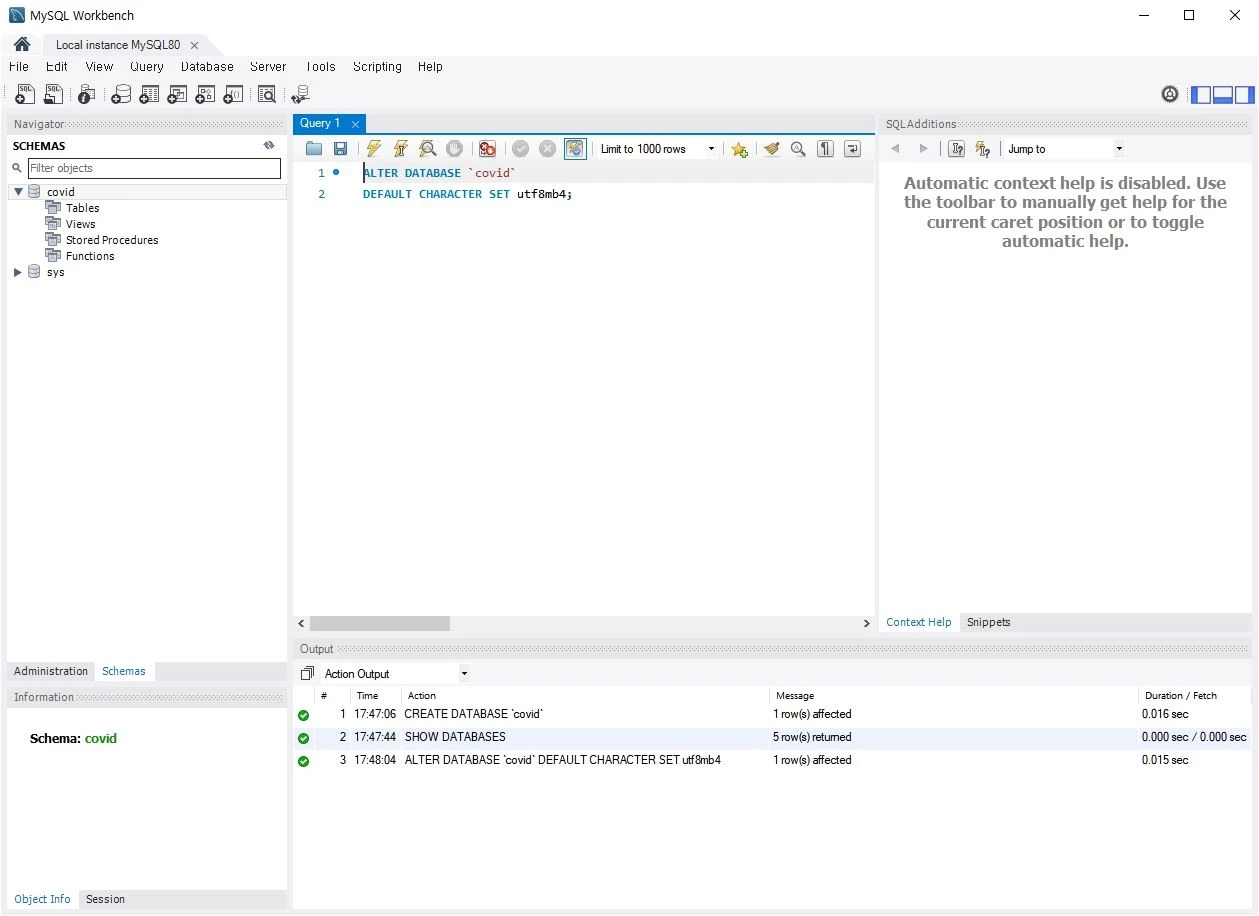 MySQL Workbench
Local instance MySQL80
File Edit View Query Database Server Tools Scripting Help
Navigator
SCHEMAS
Filter objects
covid
Tables
Views
Stored Procedures
Functions
sys
Administration Schemas
Information
Schema: covid
Object Info Session
Query 1
Limit to 1000 rows
1 ALTER DATABASE `covid`
2 DEFAULT CHARACTER SET utf8mb4;
SQLAdditions
Jump to
Automatic context help is disabled. Use
the toolbar to manually get help for the
current caret position or to toggle
automatic help.
Context Help Snippets
Output
Action Output
# Time Action Message Duration / Fetch
1 17:47:06 CREATE DATABASE `covid` 1 row(s) affected 0.016 sec
2 17:47:44 SHOW DATABASES 5 row(s) returned 0.000 sec / 0.000 sec
3 17:48:04 ALTER DATABASE `covid` DEFAULT CHARACTER SET utf8mb4 1 row(s) affected 0.015 sec